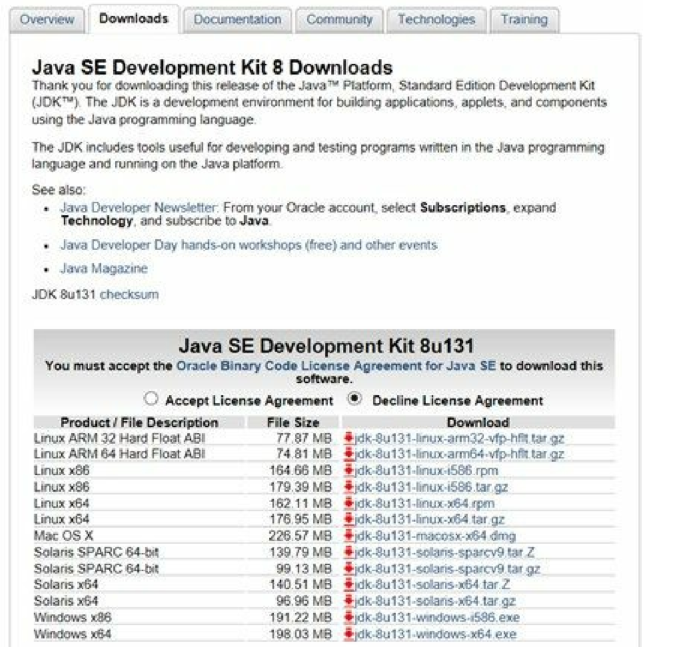 Overview Downloads Documentation Community Technologies Training
Java SE Development Kit 8 Downloads
Thank you for downloading this release of the Java™ Platform, Standard Edition Development Kit
(JDK™). The JDK is a development environment for building applications, applets, and components
using the Java programming language.
The JDK includes tools useful for developing and testing programs written in the Java programming
language and running on the Java platform.
See also:
• Java Developer Newsletter: From your Oracle account, select Subscriptions, expand
Technology, and subscribe to Java.
• Java Developer Day hands-on workshops (free) and other events
• Java Magazine
JDK 8u131 checksum
Java SE Development Kit 8u131
You must accept the Oracle Binary Code License Agreement for Java SE to download this
software.
Accept License Agreement Decline License Agreement
Product / File Description File Size Download
Linux ARM 32 Hard Float ABI 77.87 MB jdk-8u131-linux-arm32-vfp-hflt.tar.gz
Linux ARM 64 Hard Float ABI 74.81 MB jdk-8u131-linux-arm64-vfp-hflt.tar.gz
Linux x86 164.66 MB jdk-8u131-linux-i586.rpm
Linux x86 179.39 MB jdk-8u131-linux-i586.tar.gz
Linux x64 162.11 MB jdk-8u131-linux-x64.rpm
Linux x64 176.95 MB jdk-8u131-linux-x64.tar.gz
Mac OS X 226.57 MB jdk-8u131-macosx-x64.dmg
Solaris SPARC 64-bit 139.79 MB jdk-8u131-solaris-sparcv9.tar.Z
Solaris SPARC 64-bit 99.13 MB jdk-8u131-solaris-sparcv9.tar.gz
Solaris x64 140.51 MB jdk-8u131-solaris-x64.tar.Z
Solaris x64 96.96 MB jdk-8u131-solaris-x64.tar.gz
Windows x86 191.22 MB jdk-8u131-windows-i586.exe
Windows x64 198.03 MB jdk-8u131-windows-x64.exe